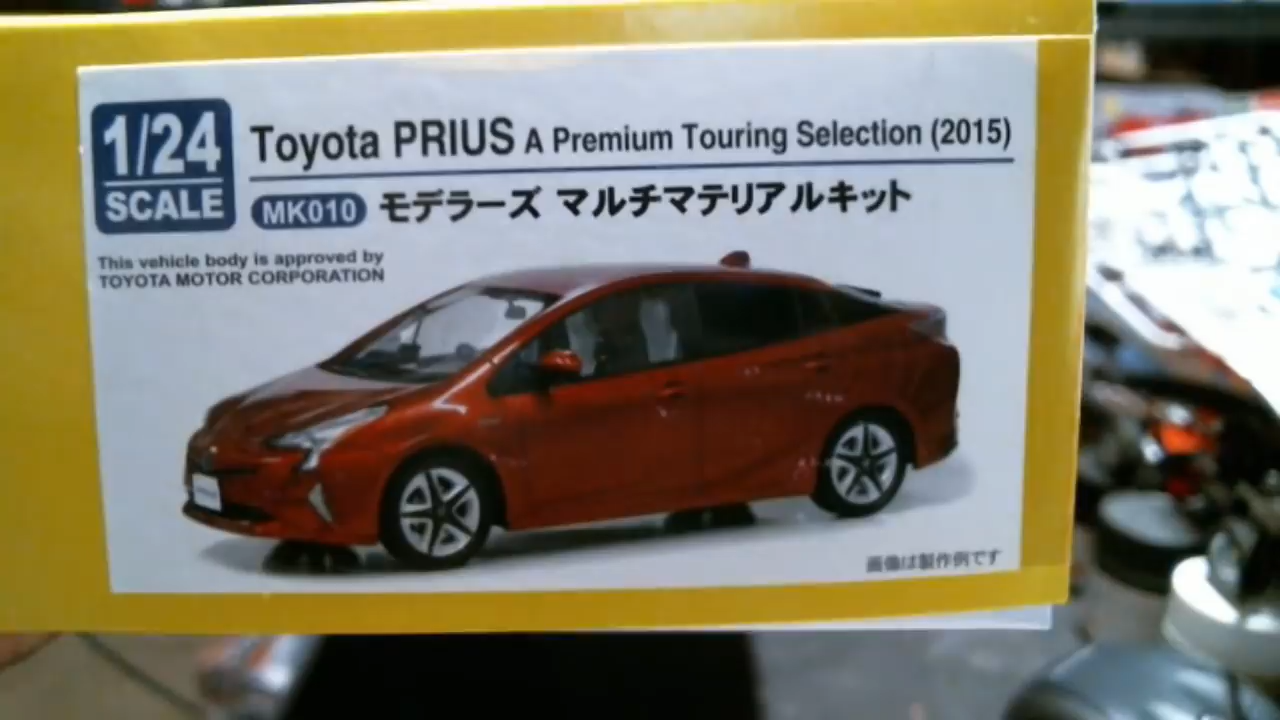 1/24
SCALE
Toyota PRIUS A Premium Touring Selection (2015)
MK010 モデラーズ マルチマテリアルキット
This vehicle body is approved by
TOYOTA MOTOR CORPORATION
画像は製作例です